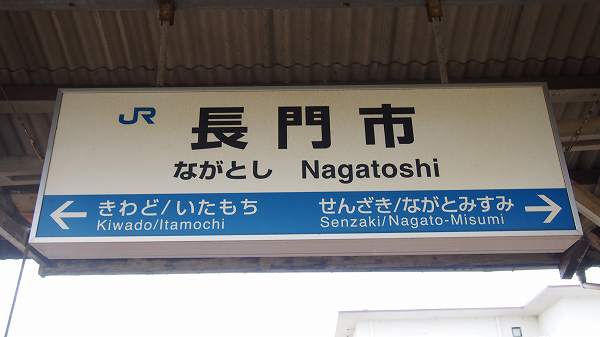 JR
長門市
ながとし Nagatoshi
← きわど/いたもち せんざき/ながとみすみ →
Kiwado/Itamochi Senzaki/Nagato-Misumi